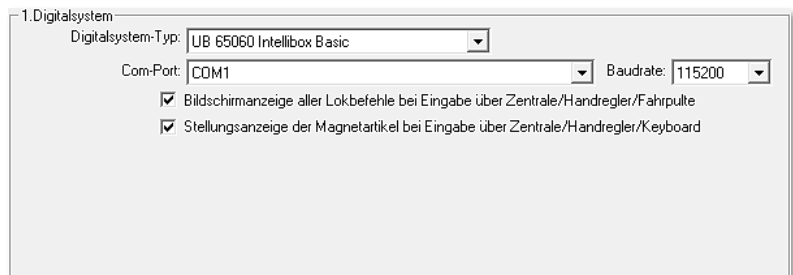 1.Digitalsystem
Digitalsystem-Typ: UB 65060 Intellibox Basic
Com-Port: COM1 Baudrate: 115200
Bildschirmanzeige aller Lokbefehle bei Eingabe über Zentrale/Handregler/Fahrpulte
Stellungsanzeige der Magnetartikel bei Eingabe über Zentrale/Handregler/Keyboard